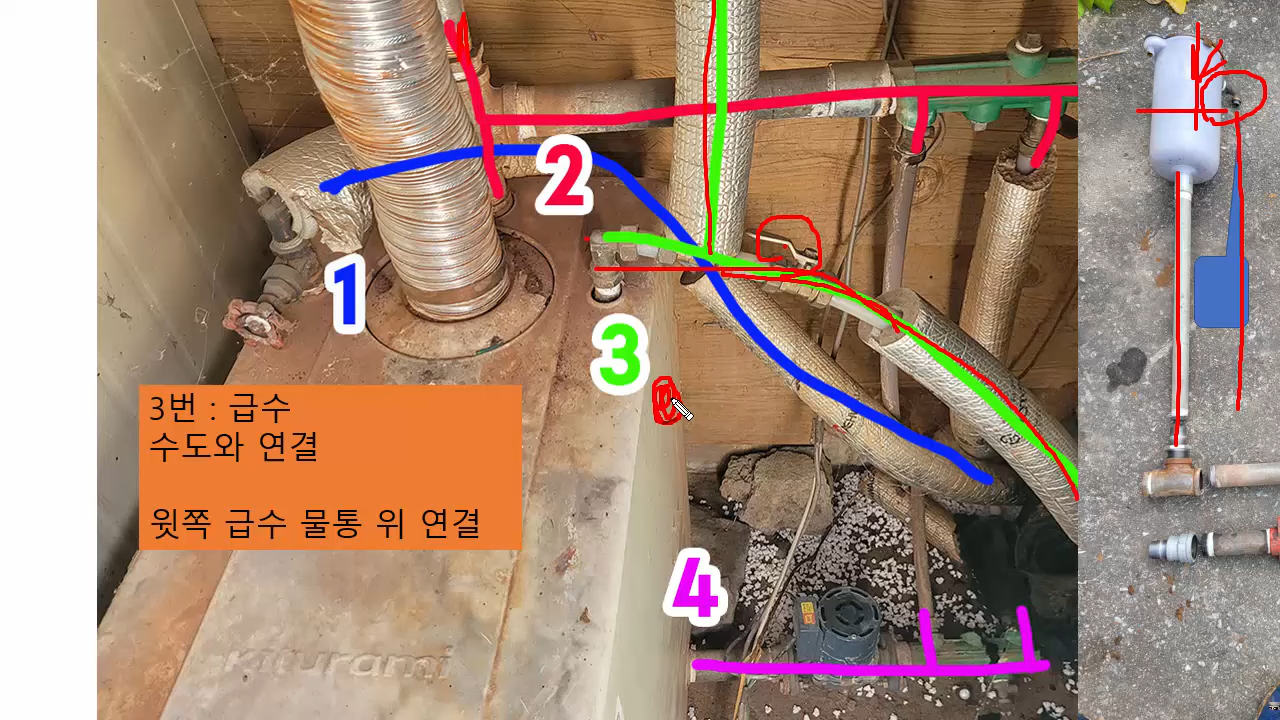 2
1
3
3번 : 급수
수도와 연결
윗쪽 급수 물통 위 연결
4
kiturami